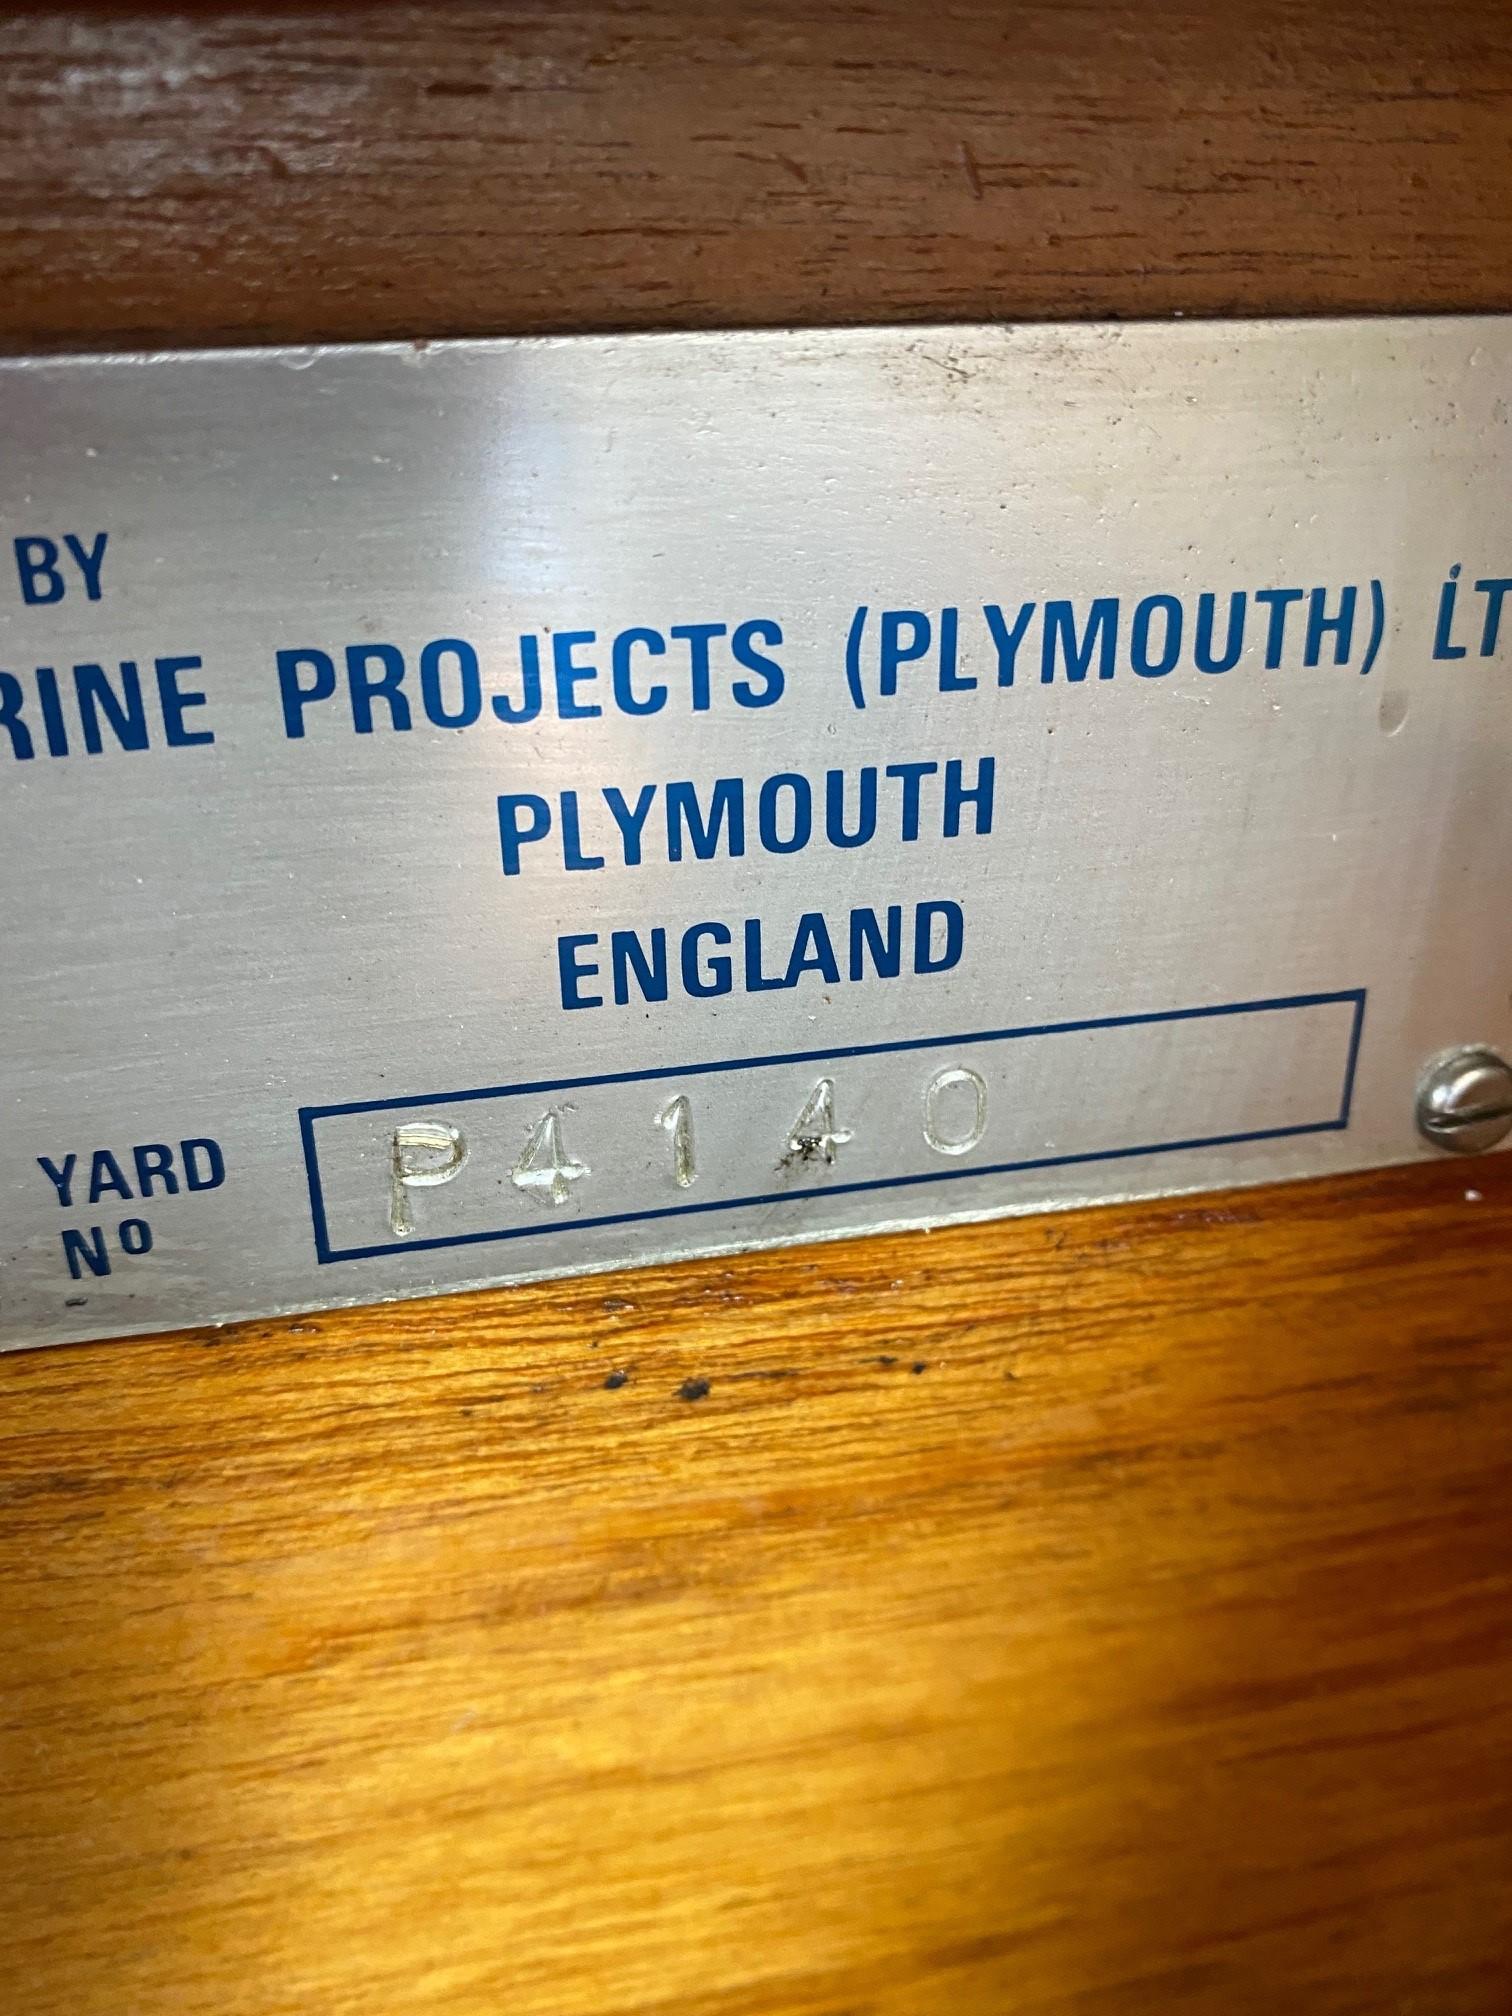 BY
RINE PROJECTS (PLYMOUTH) LT
PLYMOUTH
ENGLAND
YARD Nº P4140